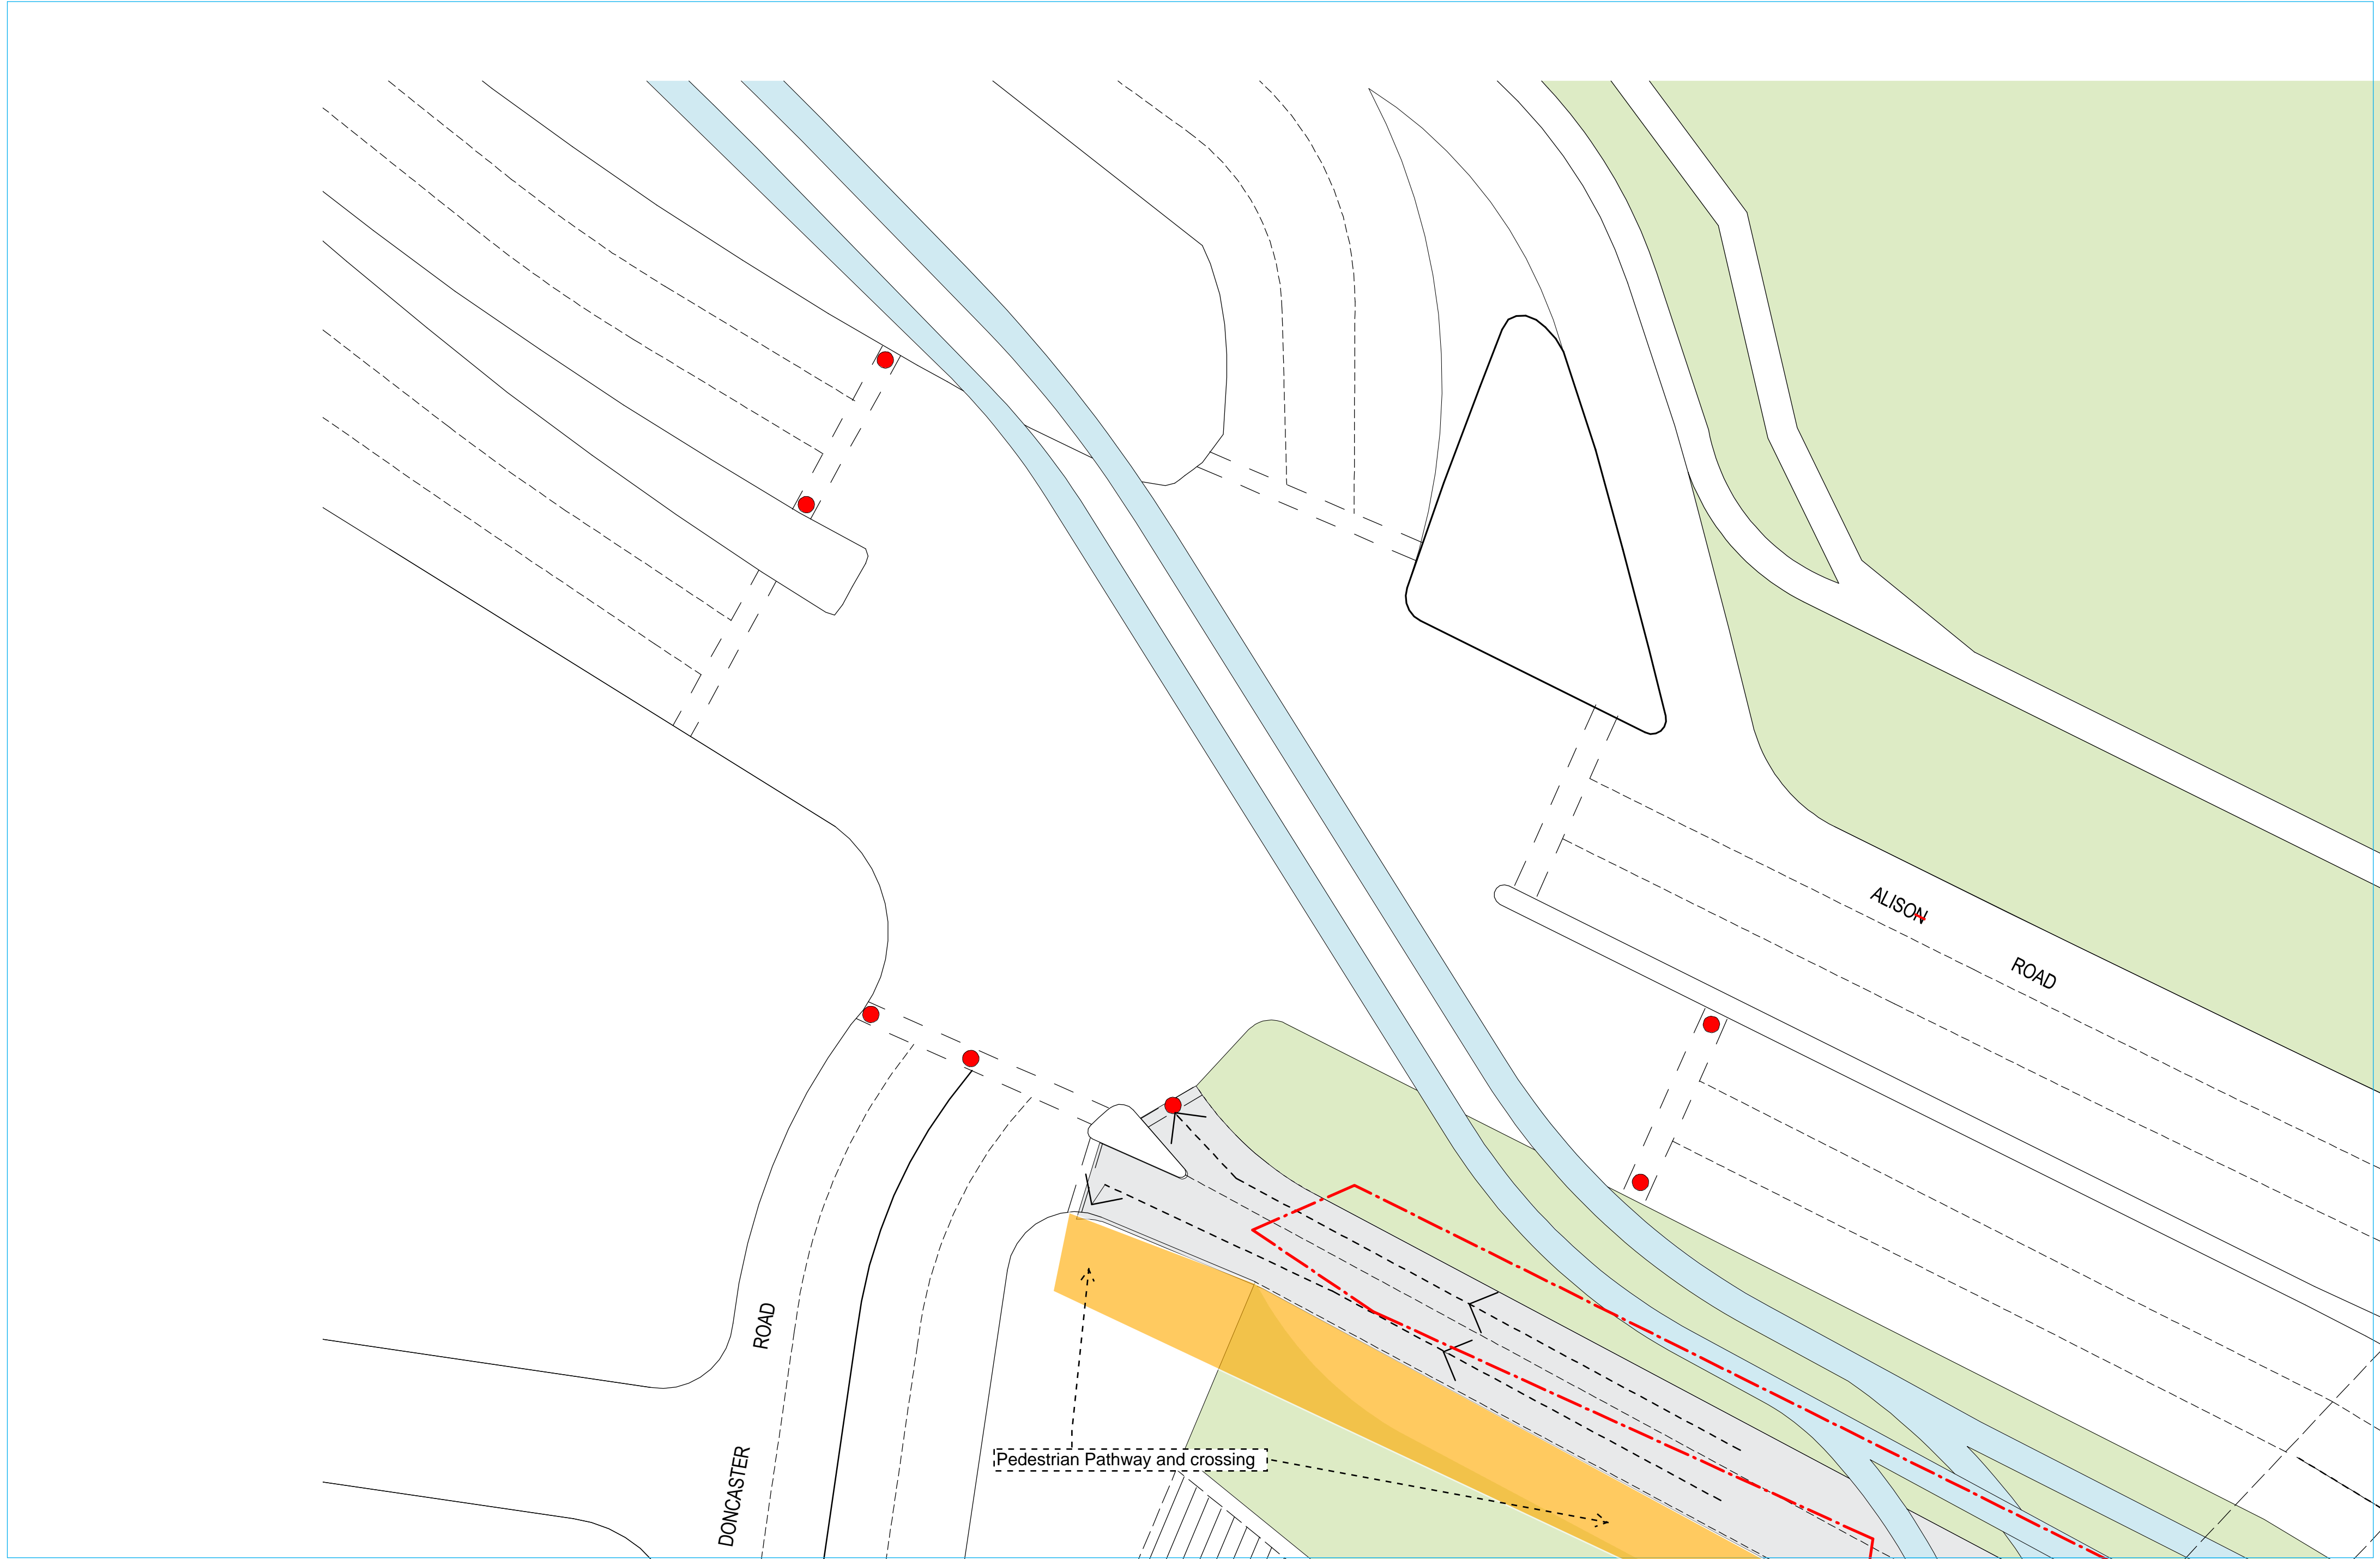 ALISON
ROAD
ROAD
DONCASTER
Pedestrian Pathway and crossing